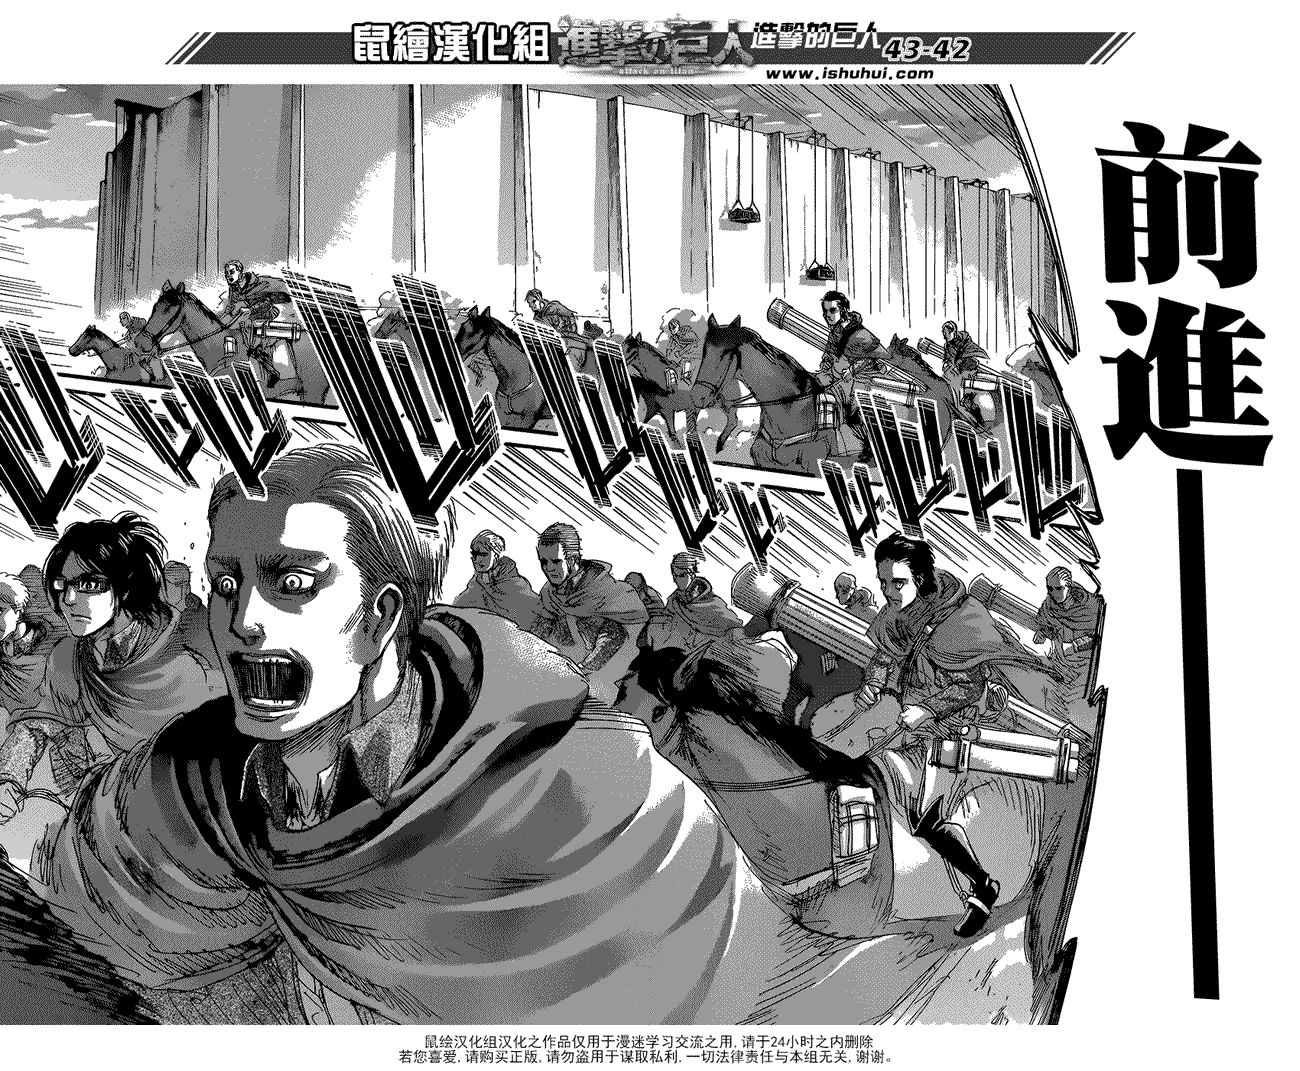 鼠繪漢化組 進擊の巨人 進擊的巨人 43-42
attack on titan
www.ishuhui.com
前進——
鼠绘汉化组汉化之作品仅用于漫迷学习交流之用,请于24小时之内删除
若您喜爱,请购买正版,请勿盗用于谋取私利,一切法律责任与本组无关,谢谢。